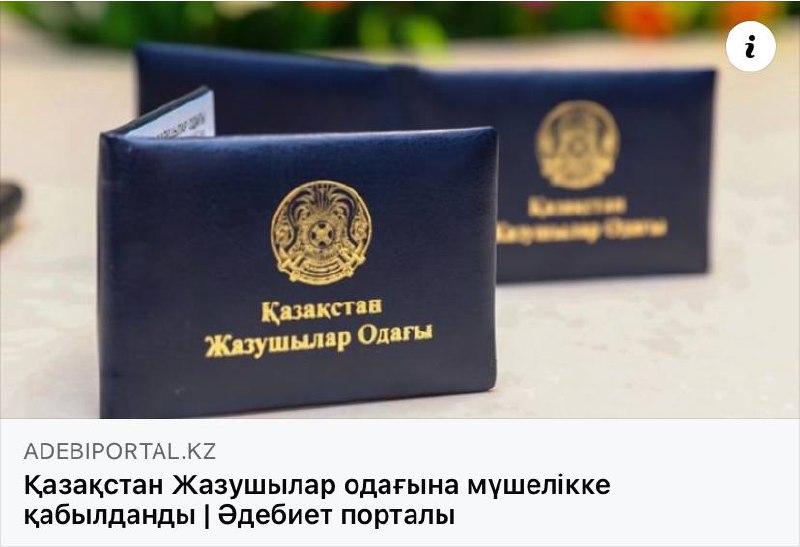 Қазақстан
Жазушылар Одағы
Қазақстан
Жазушылар Одағы
ADEBIPORTAL.KZ
Қазақстан Жазушылар одағына мүшелікке
қабылданды | Әдебиет порталы